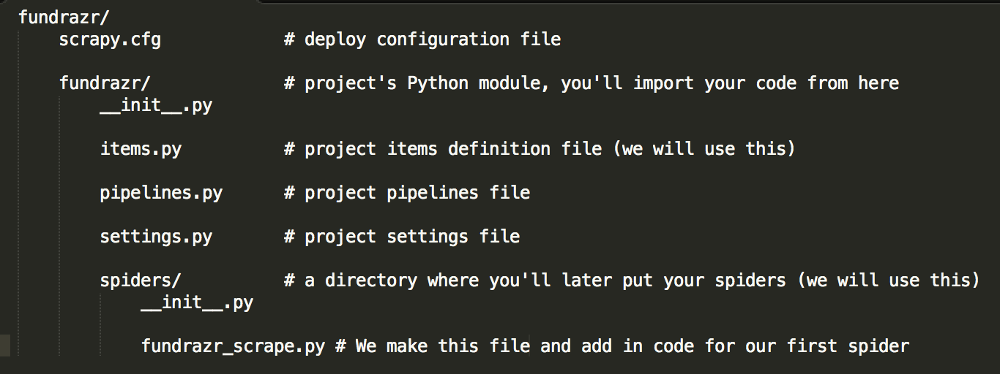 fundrazr/
    scrapy.cfg            # deploy configuration file
    fundrazr/             # project's Python module, you'll import your code from here
        __init__.py
        items.py          # project items definition file (we will use this)
        pipelines.py      # project pipelines file
        settings.py       # project settings file
        spiders/          # a directory where you'll later put your spiders (we will use this)
            __init__.py
            fundrazr_scrape.py # We make this file and add in code for our first spider